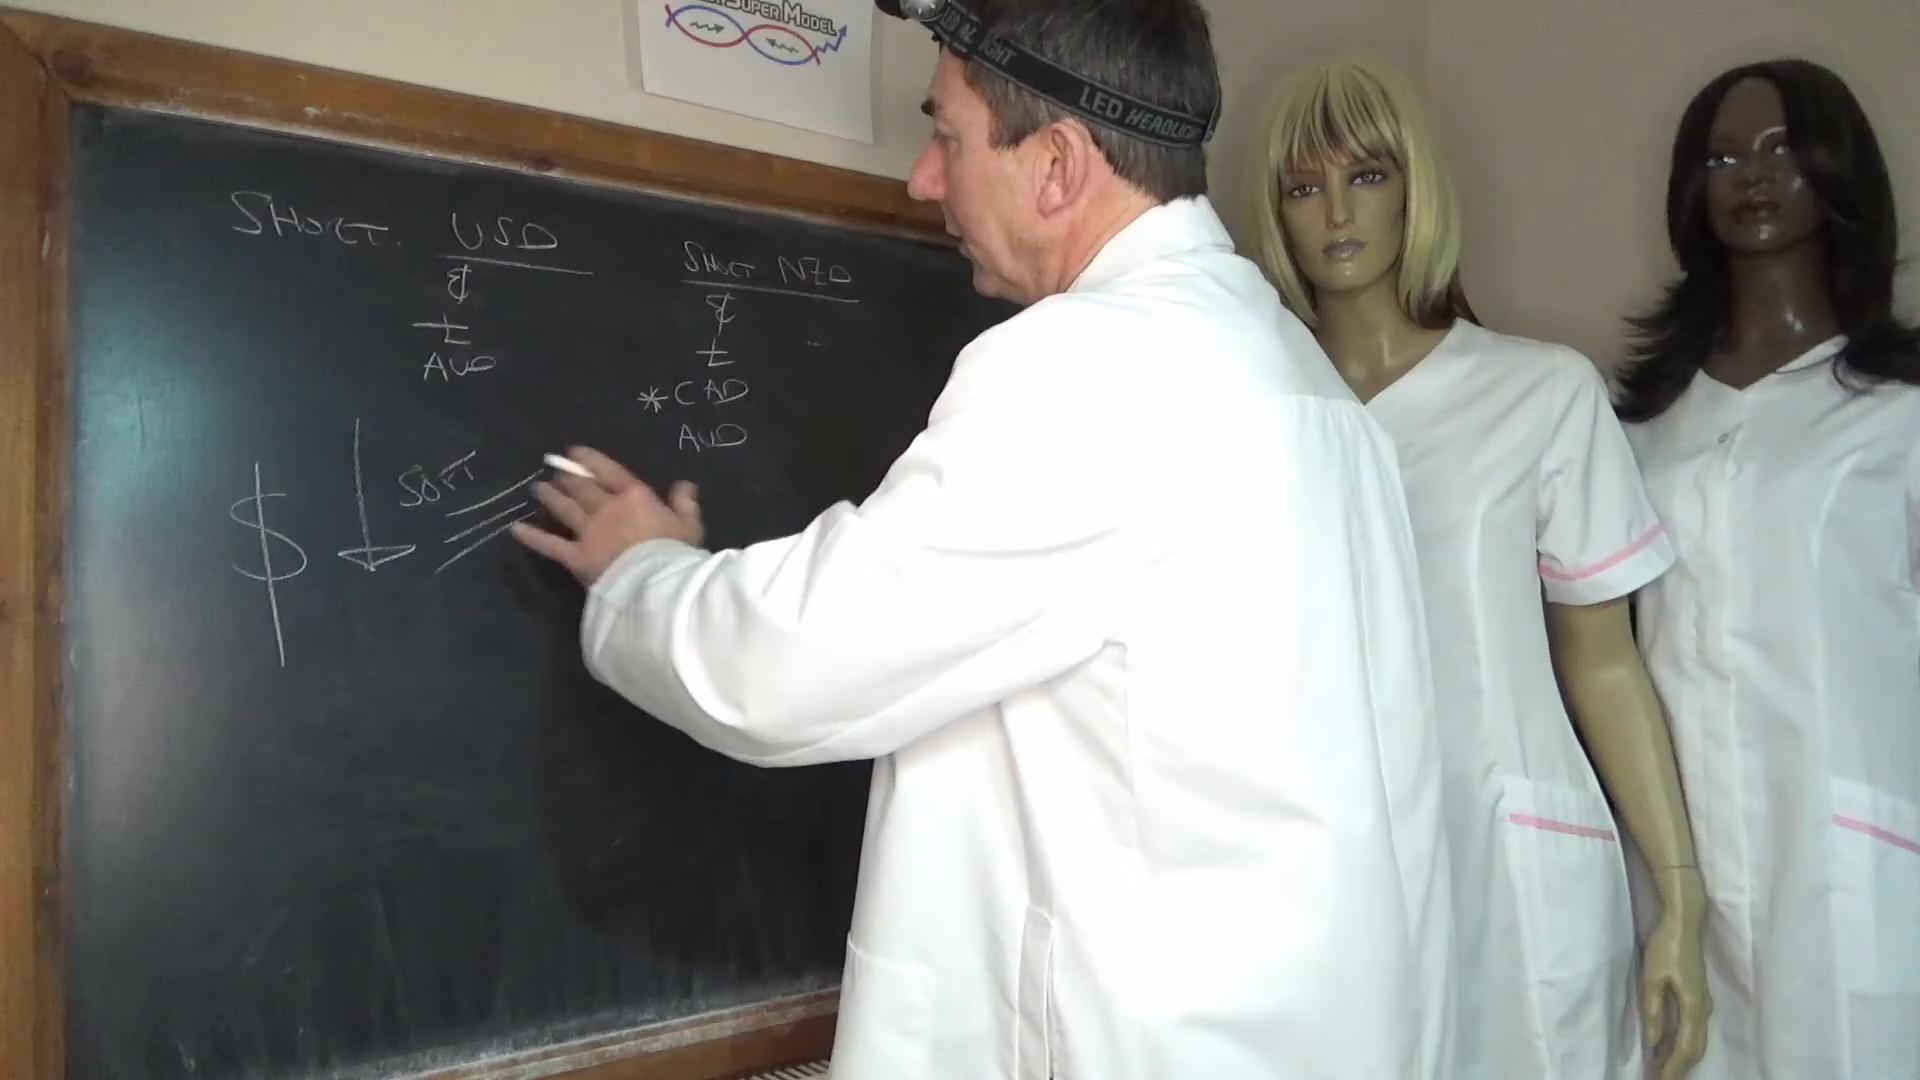 SUPER MODEL
LED HEADLIGHT
SHORT. USD
€
£
AUD
SHORT NZD
€
£
*CAD
AUD
$ ↓ SOFT